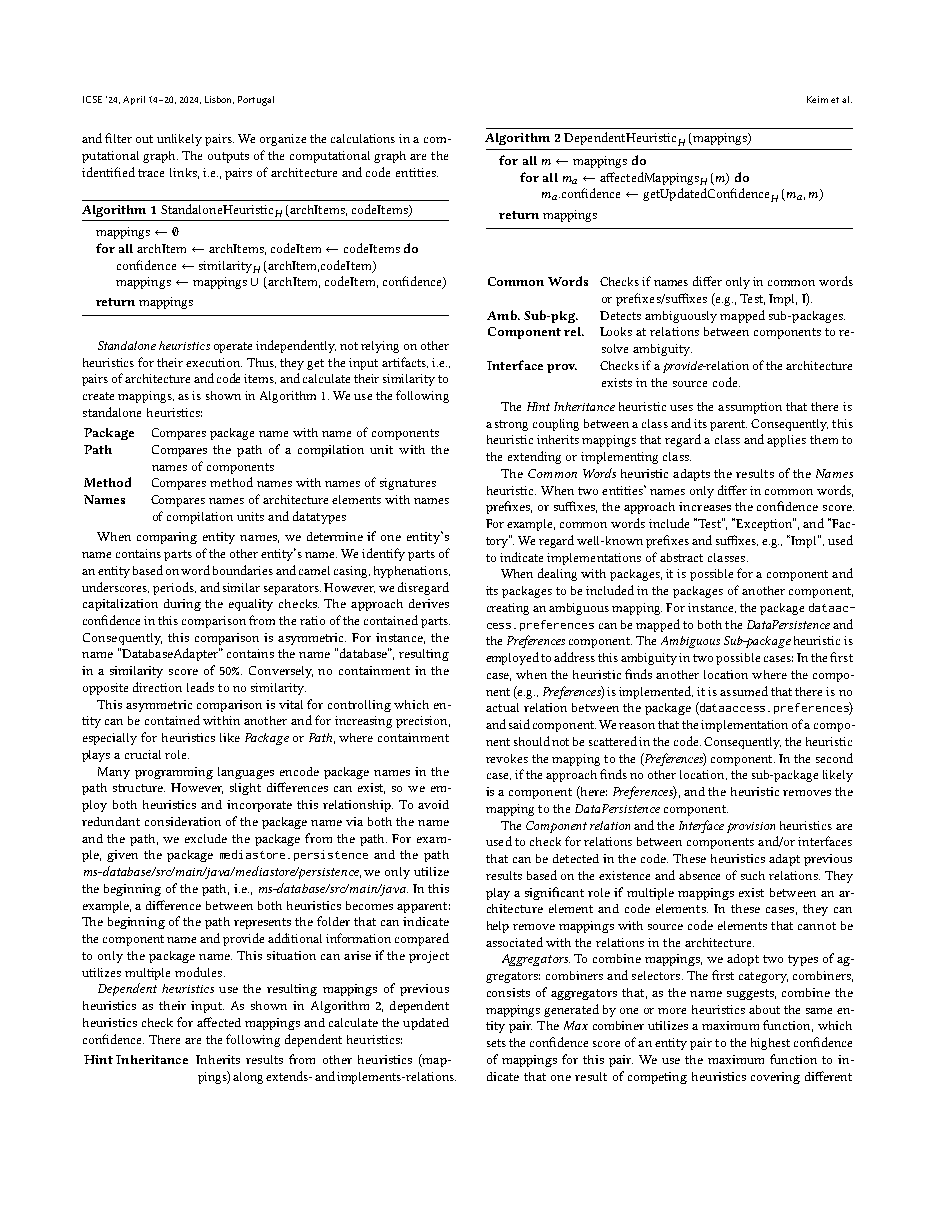 ICSE '24, April 14–20, 2024, Lisbon, Portugal
Keim et al.
and filter out unlikely pairs. We organize the calculations in a com-
putational graph. The outputs of the computational graph are the
identified trace links, i.e., pairs of architecture and code entities.
Algorithm 1 StandaloneHeuristic_H (archItems, codeItems)
mappings ← ∅
for all archItem ← archItems, codeItem ← codeItems do
confidence ← similarity_H (archItem,codeItem)
mappings ← mappings ∪ (archItem, codeItem, confidence)
return mappings
Standalone heuristics operate independently, not relying on other
heuristics for their execution. Thus, they get the input artifacts, i.e.,
pairs of architecture and code items, and calculate their similarity to
create mappings, as is shown in Algorithm 1. We use the following
standalone heuristics:
Package Compares package name with name of components
Path Compares the path of a compilation unit with the
names of components
Method Compares method names with names of signatures
Names Compares names of architecture elements with names
of compilation units and datatypes
When comparing entity names, we determine if one entity's
name contains parts of the other entity's name. We identify parts of
an entity based on word boundaries and camel casing, hyphenations,
underscores, periods, and similar separators. However, we disregard
capitalization during the equality checks. The approach derives
confidence in this comparison from the ratio of the contained parts.
Consequently, this comparison is asymmetric. For instance, the
name "DatabaseAdapter" contains the name "database", resulting
in a similarity score of 50%. Conversely, no containment in the
opposite direction leads to no similarity.
This asymmetric comparison is vital for controlling which en-
tity can be contained within another and for increasing precision,
especially for heuristics like Package or Path, where containment
plays a crucial role.
Many programming languages encode package names in the
path structure. However, slight differences can exist, so we em-
ploy both heuristics and incorporate this relationship. To avoid
redundant consideration of the package name via both the name
and the path, we exclude the package from the path. For exam-
ple, given the package mediastore.persistence and the path
ms-database/src/main/java/mediastore/persistence, we only utilize
the beginning of the path, i.e., ms-database/src/main/java. In this
example, a difference between both heuristics becomes apparent:
The beginning of the path represents the folder that can indicate
the component name and provide additional information compared
to only the package name. This situation can arise if the project
utilizes multiple modules.
Dependent heuristics use the resulting mappings of previous
heuristics as their input. As shown in Algorithm 2, dependent
heuristics check for affected mappings and calculate the updated
confidence. There are the following dependent heuristics:
Hint Inheritance Inherits results from other heuristics (map-
pings) along extends- and implements-relations.
Algorithm 2 DependentHeuristic_H (mappings)
for all m ← mappings do
for all m_a ← affectedMappings_H (m) do
m_a.confidence ← getUpdatedConfidence_H (m_a, m)
return mappings
Common Words Checks if names differ only in common words
or prefixes/suffixes (e.g., Test, Impl, I).
Amb. Sub-pkg. Detects ambiguously mapped sub-packages.
Component rel. Looks at relations between components to re-
solve ambiguity.
Interface prov. Checks if a provide-relation of the architecture
exists in the source code.
The Hint Inheritance heuristic uses the assumption that there is
a strong coupling between a class and its parent. Consequently, this
heuristic inherits mappings that regard a class and applies them to
the extending or implementing class.
The Common Words heuristic adapts the results of the Names
heuristic. When two entities' names only differ in common words,
prefixes, or suffixes, the approach increases the confidence score.
For example, common words include "Test", "Exception", and "Fac-
tory". We regard well-known prefixes and suffixes, e.g., "Impl", used
to indicate implementations of abstract classes.
When dealing with packages, it is possible for a component and
its packages to be included in the packages of another component,
creating an ambiguous mapping. For instance, the package dataac-
cess.preferences can be mapped to both the DataPersistence and
the Preferences component. The Ambiguous Sub-package heuristic is
employed to address this ambiguity in two possible cases: In the first
case, when the heuristic finds another location where the compo-
nent (e.g., Preferences) is implemented, it is assumed that there is no
actual relation between the package (dataaccess.preferences)
and said component. We reason that the implementation of a compo-
nent should not be scattered in the code. Consequently, the heuristic
revokes the mapping to the (Preferences) component. In the second
case, if the approach finds no other location, the sub-package likely
is a component (here: Preferences), and the heuristic removes the
mapping to the DataPersistence component.
The Component relation and the Interface provision heuristics are
used to check for relations between components and/or interfaces
that can be detected in the code. These heuristics adapt previous
results based on the existence and absence of such relations. They
play a significant role if multiple mappings exist between an ar-
chitecture element and code elements. In these cases, they can
help remove mappings with source code elements that cannot be
associated with the relations in the architecture.
Aggregators. To combine mappings, we adopt two types of ag-
gregators: combiners and selectors. The first category, combiners,
consists of aggregators that, as the name suggests, combine the
mappings generated by one or more heuristics about the same en-
tity pair. The Max combiner utilizes a maximum function, which
sets the confidence score of an entity pair to the highest confidence
of mappings for this pair. We use the maximum function to in-
dicate that one result of competing heuristics covering different